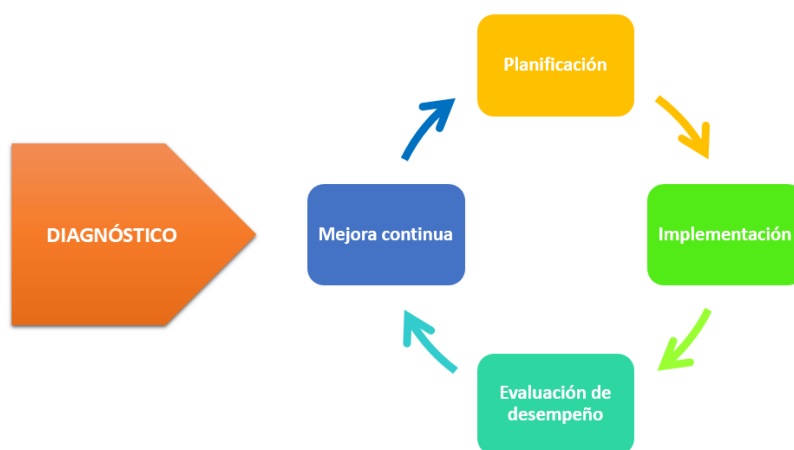 Planificación
DIAGNÓSTICO
Mejora continua
Implementación
Evaluación de
desempeño